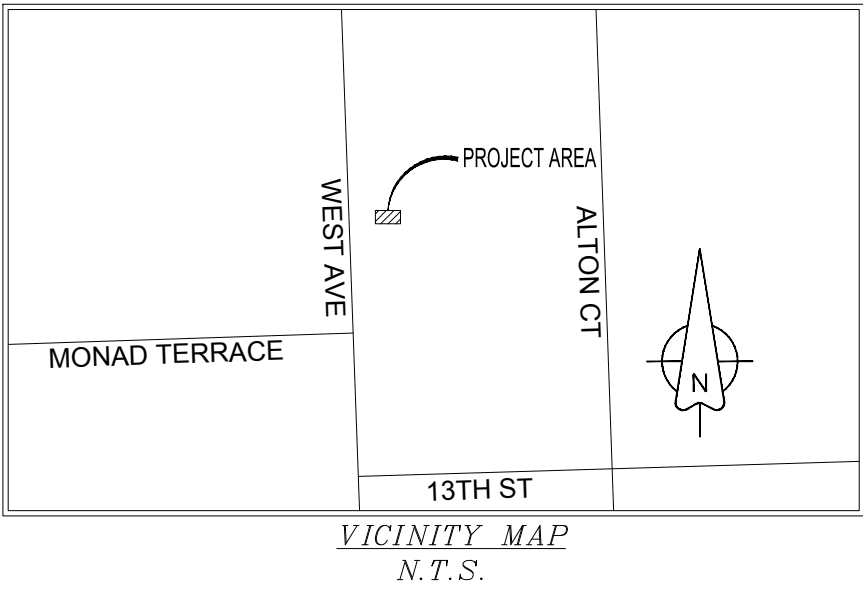 PROJECT AREA
WEST AVE
ALTON CT
MONAD TERRACE
N
13TH ST
VICINITY MAP
N.T.S.